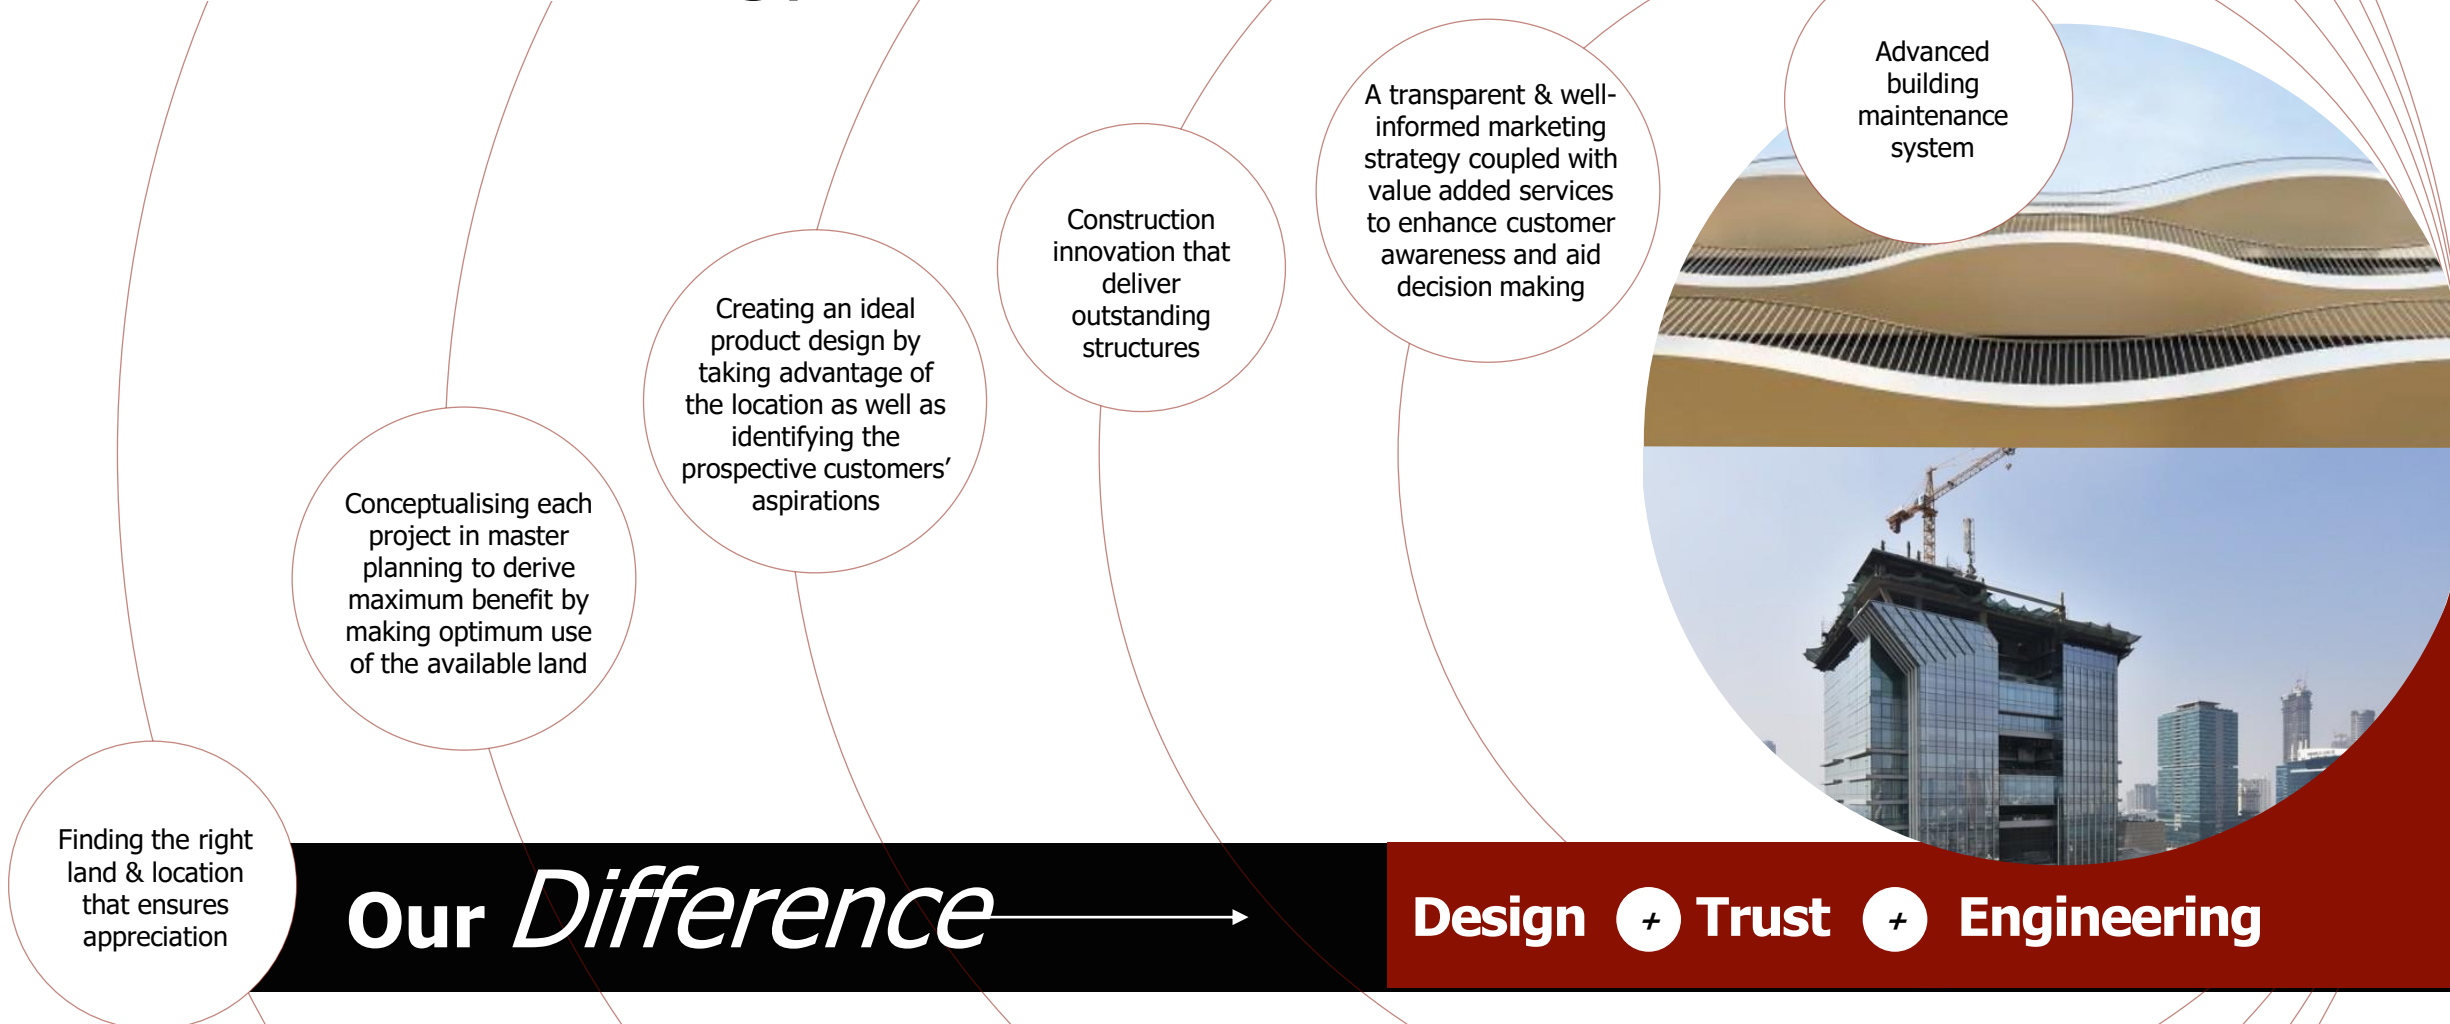 Finding the right
land & location
that ensures
appreciation
Conceptualising each
project in master
planning to derive
maximum benefit by
making optimum use
of the available land
Creating an ideal
product design by
taking advantage of
the location as well as
identifying the
prospective customers’
aspirations
Construction
innovation that
deliver
outstanding
structures
A transparent & well-
informed marketing
strategy coupled with
value added services
to enhance customer
awareness and aid
decision making
Advanced
building
maintenance
system
Our Difference
Design + Trust + Engineering